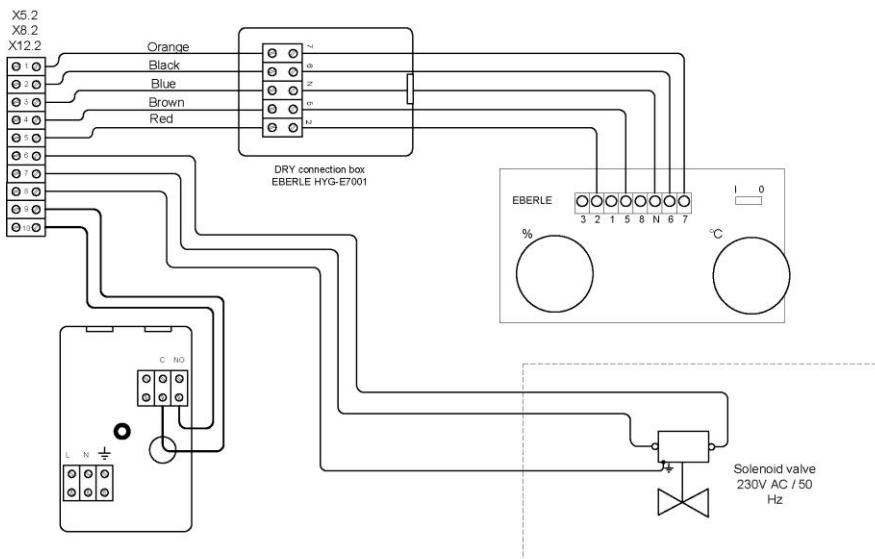 X5.2
X8.2
X12.2
1
2
3
4
5
6
7
8
9
10
Orange
Black
Blue
Brown
Red
7
6
N
5
2
DRY connection box
EBERLE HYG-E7001
EBERLE
I 0
3 2 1 5 8 N 6 7
%
°C
C NO
L N
Solenoid valve
230V AC / 50
Hz